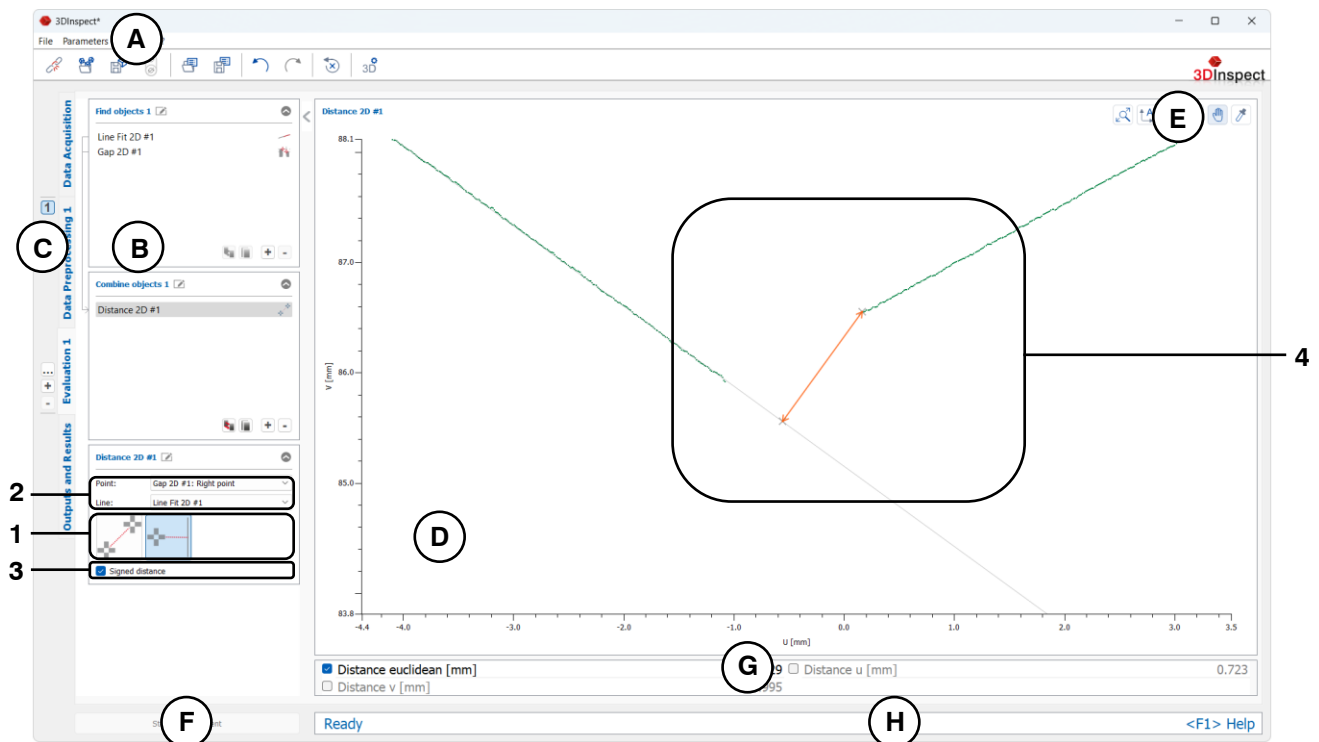 3DInspect*
File Parameters
A
3D
3DInspect
E
Data Acquisition
Data Preprocessing 1
Evaluation 1
Outputs and Results
1
C
...
+
-
Find objects 1
Line Fit 2D #1
Gap 2D #1
B
+ -
Combine objects 1
Distance 2D #1
+ -
Distance 2D #1
2
Point: Gap 2D #1: Right point
Line: Line Fit 2D #1
1
3 Signed distance
Distance 2D #1
88.1
87.0
86.0
85.0
83.8
V [mm]
4
D
-4.4 -4.0 -3.0 -2.0 -1.0 0.0 1.0 2.0 3.0 3.5
U [mm]
Distance euclidean [mm] G Distance u [mm] 0.723
Distance v [mm]
F
Ready H <F1> Help